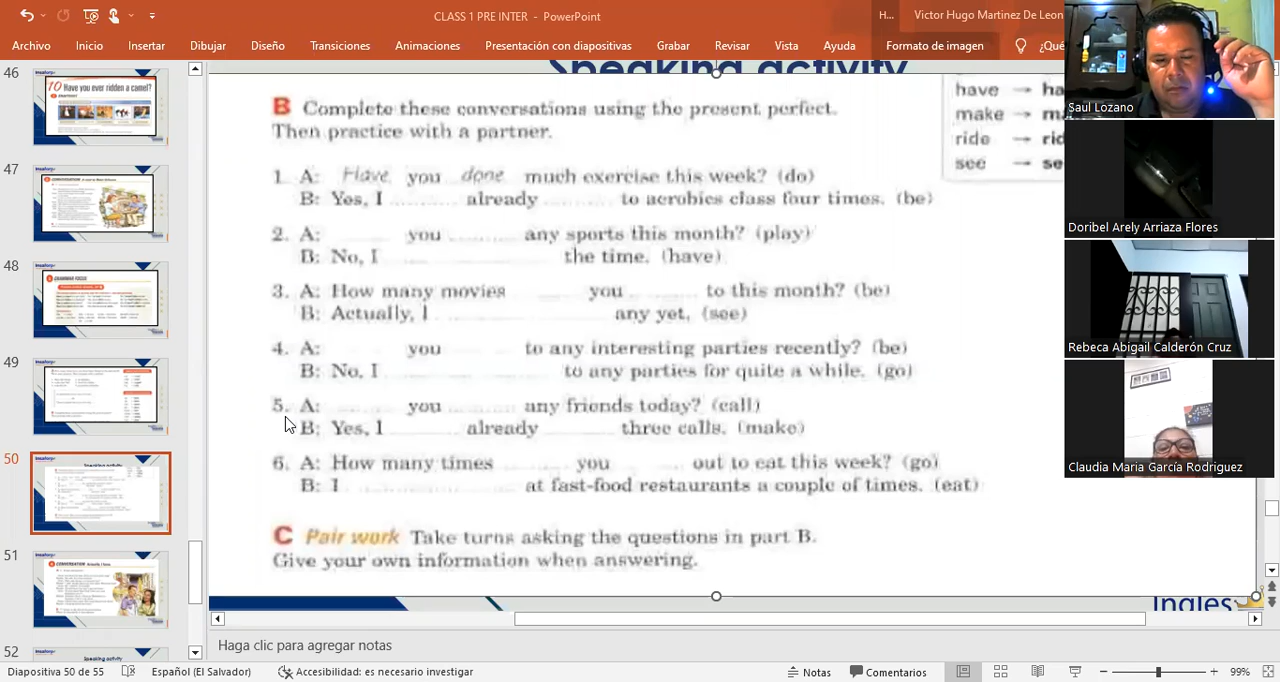 CLASS 1 PRE INTER - PowerPoint
H...
Victor Hugo Martinez De Leon
Archivo Inicio Insertar Dibujar Diseño Transiciones Animaciones Presentación con diapositivas Grabar Revisar Vista Ayuda Formato de imagen ¿Qué
46
10 Have you ever ridden a camel?
47
48
49
50
51
52
Speaking activity
B Complete these conversations using the present perfect.
Then practice with a partner.
have → ha
make → m
ride → rid
see → se
1. A: Have you done much exercise this week? (do)
B: Yes, I ........ already ........ to aerobics class four times. (be)
2. A: you ........ any sports this month? (play)
B: No, I the time. (have)
3. A: How many movies you to this month? (be)
B: Actually, I any yet. (see)
4. A: you to any interesting parties recently? (be)
B: No, I to any parties for quite a while. (go)
5. A: you any friends today? (call)
B: Yes, I already three calls. (make)
6. A: How many times you out to eat this week? (go)
B: I at fast-food restaurants a couple of times. (eat)
C Pair work Take turns asking the questions in part B.
Give your own information when answering.
Ingles
Saul Lozano
Doribel Arely Arriaza Flores
Rebeca Abigail Calderón Cruz
Claudia Maria García Rodriguez
Haga clic para agregar notas
Diapositiva 50 de 55 Español (El Salvador) Accesibilidad: es necesario investigar Notas Comentarios 99%